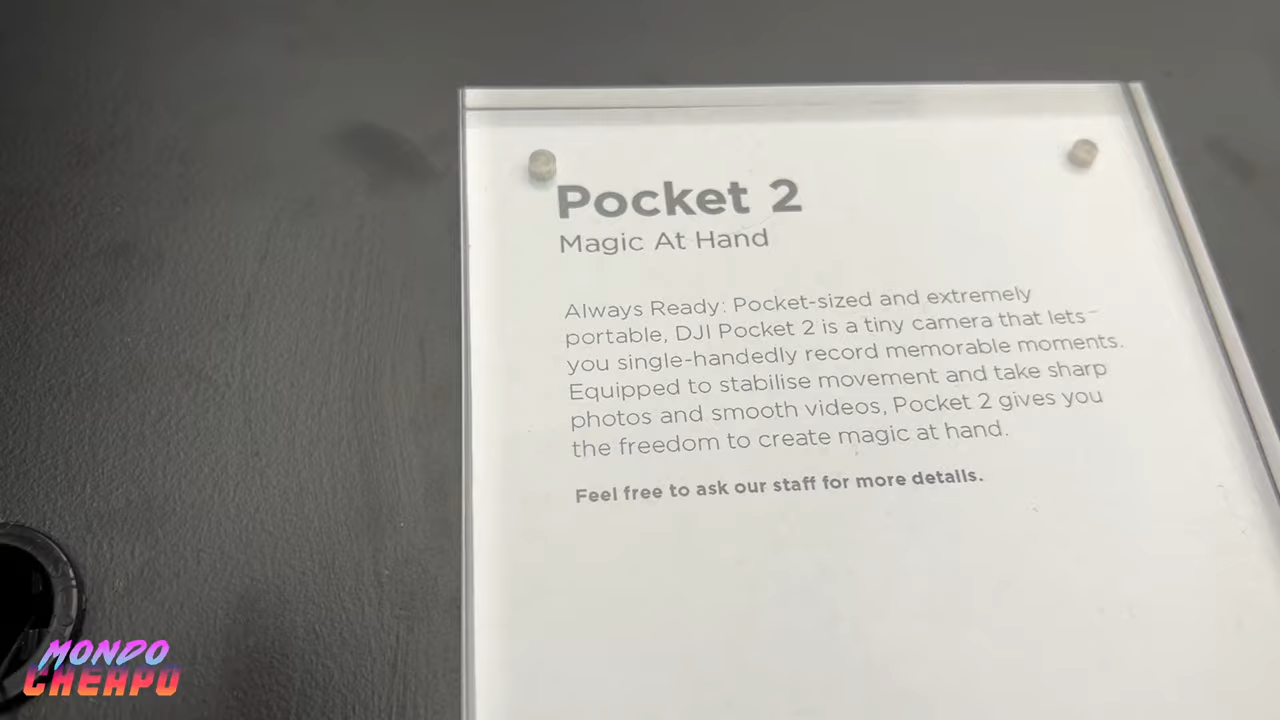 Pocket 2
Magic At Hand
Always Ready: Pocket-sized and extremely
portable, DJI Pocket 2 is a tiny camera that lets
you single-handedly record memorable moments.
Equipped to stabilise movement and take sharp
photos and smooth videos, Pocket 2 gives you
the freedom to create magic at hand.
Feel free to ask our staff for more details.
MONDO
CHEAPO